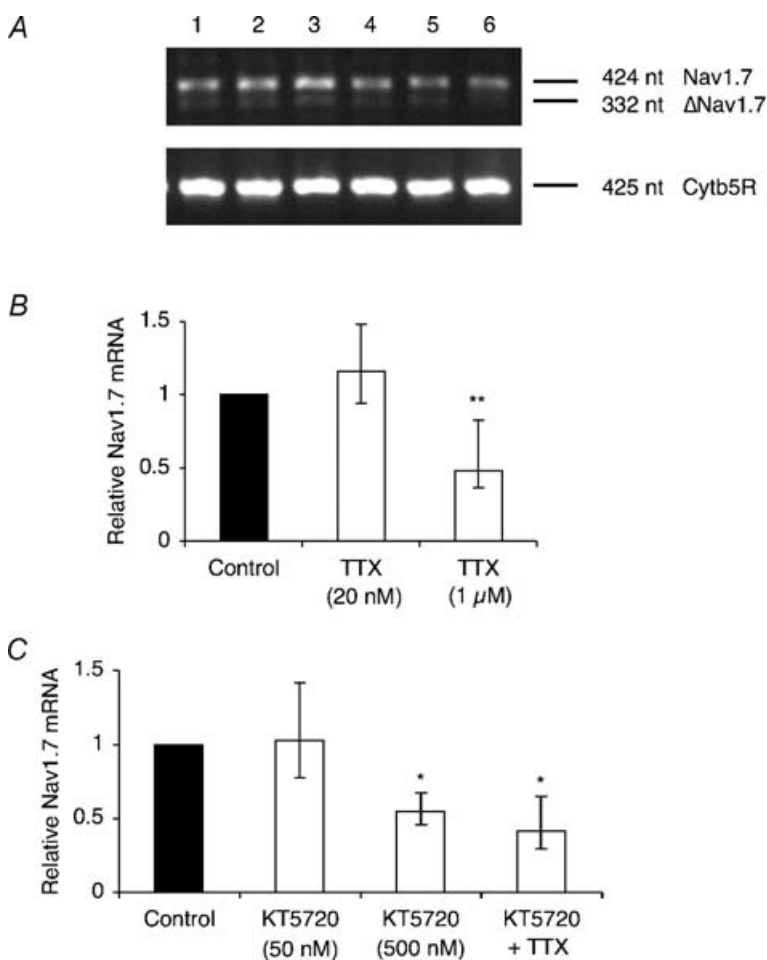 A
1 2 3 4 5 6
424 nt Nav1.7
332 nt ΔNav1.7
425 nt Cytb5R
B
Relative Nav1.7 mRNA
1.5
1
0.5
0
**
Control
TTX
(20 nM)
TTX
(1 µM)
C
Relative Nav1.7 mRNA
1.5
1
0.5
0
*
*
Control
KT5720
(50 nM)
KT5720
(500 nM)
KT5720
+ TTX